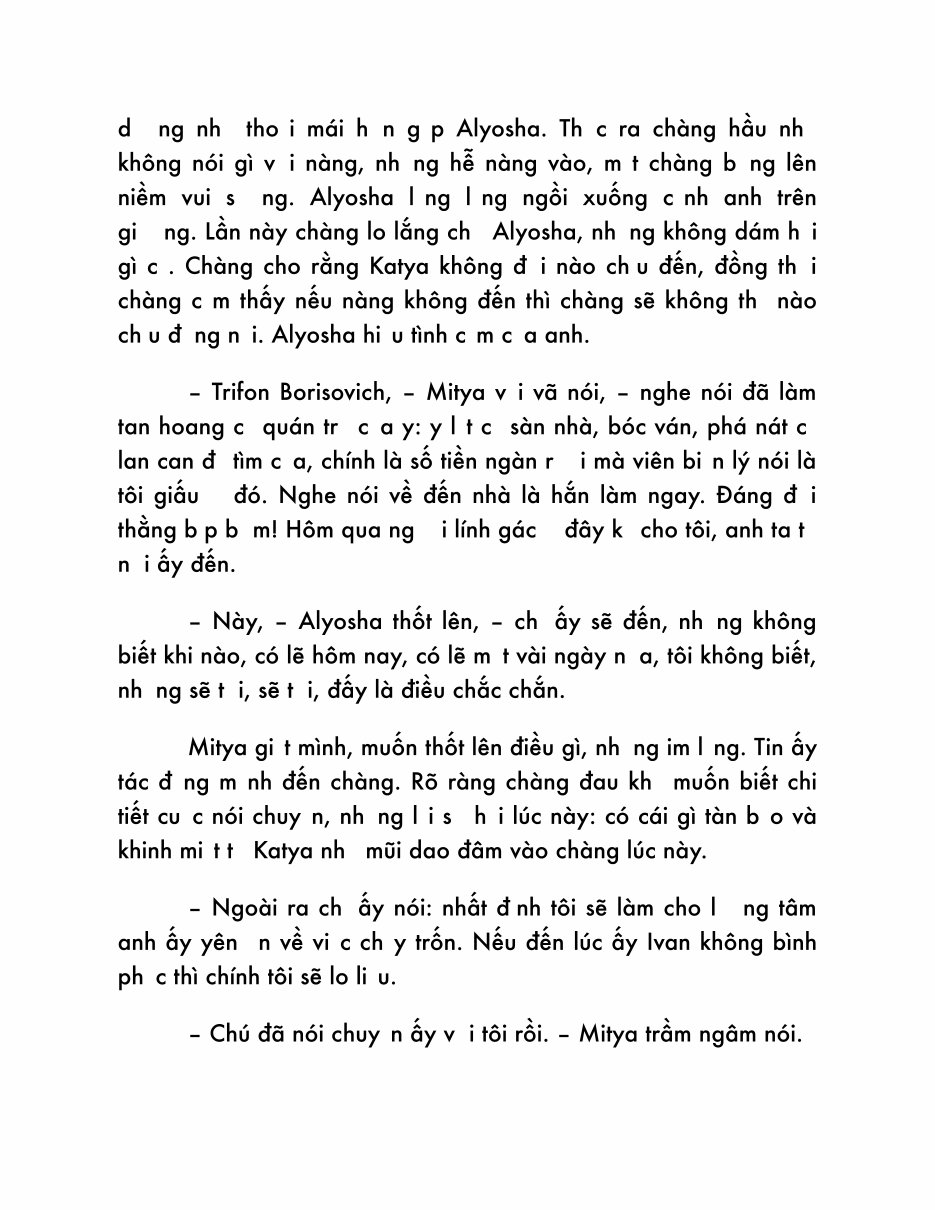 d ng nh tho i mái h n g p Alyosha. Th c ra chàng hầu nh
không nói gì v i nàng, nh ng hễ nàng vào, m t chàng b ng lên
niềm vui s ng. Alyosha l ng l ng ngồi xuống c nh anh trên
gi ng. Lần này chàng lo lắng ch Alyosha, nh ng không dám h i
gì c . Chàng cho rằng Katya không đ i nào ch u đến, đồng th i
chàng c m thấy nếu nàng không đến thì chàng sẽ không th nào
ch u đ ng n i. Alyosha hi u tình c m c a anh.
– Trifon Borisovich, – Mitya v i vã nói, – nghe nói đã làm
tan hoang c quán tr c a y: y l t c sàn nhà, bóc ván, phá nát c
lan can đ tìm c a, chính là số tiền ngàn r i mà viên bi n lý nói là
tôi giấu đó. Nghe nói về đến nhà là hắn làm ngay. Đáng đ i
thằng b p b m! Hôm qua ng i lính gác đây k cho tôi, anh ta t
n i ấy đến.
– Này, – Alyosha thốt lên, – ch ấy sẽ đến, nh ng không
biết khi nào, có lẽ hôm nay, có lẽ m t vài ngày n a, tôi không biết,
nh ng sẽ t i, sẽ t i, đấy là điều chắc chắn.
Mitya gi t mình, muốn thốt lên điều gì, nh ng im l ng. Tin ấy
tác đ ng m nh đến chàng. Rõ ràng chàng đau kh muốn biết chi
tiết cu c nói chuy n, nh ng l i s h i lúc này: có cái gì tàn b o và
khinh mi t t Katya nh mũi dao đâm vào chàng lúc này.
– Ngoài ra ch ấy nói: nhất đ nh tôi sẽ làm cho l ng tâm
anh ấy yên n về vi c ch y trốn. Nếu đến lúc ấy Ivan không bình
ph c thì chính tôi sẽ lo li u.
– Chú đã nói chuy n ấy v i tôi rồi. – Mitya trầm ngâm nói.